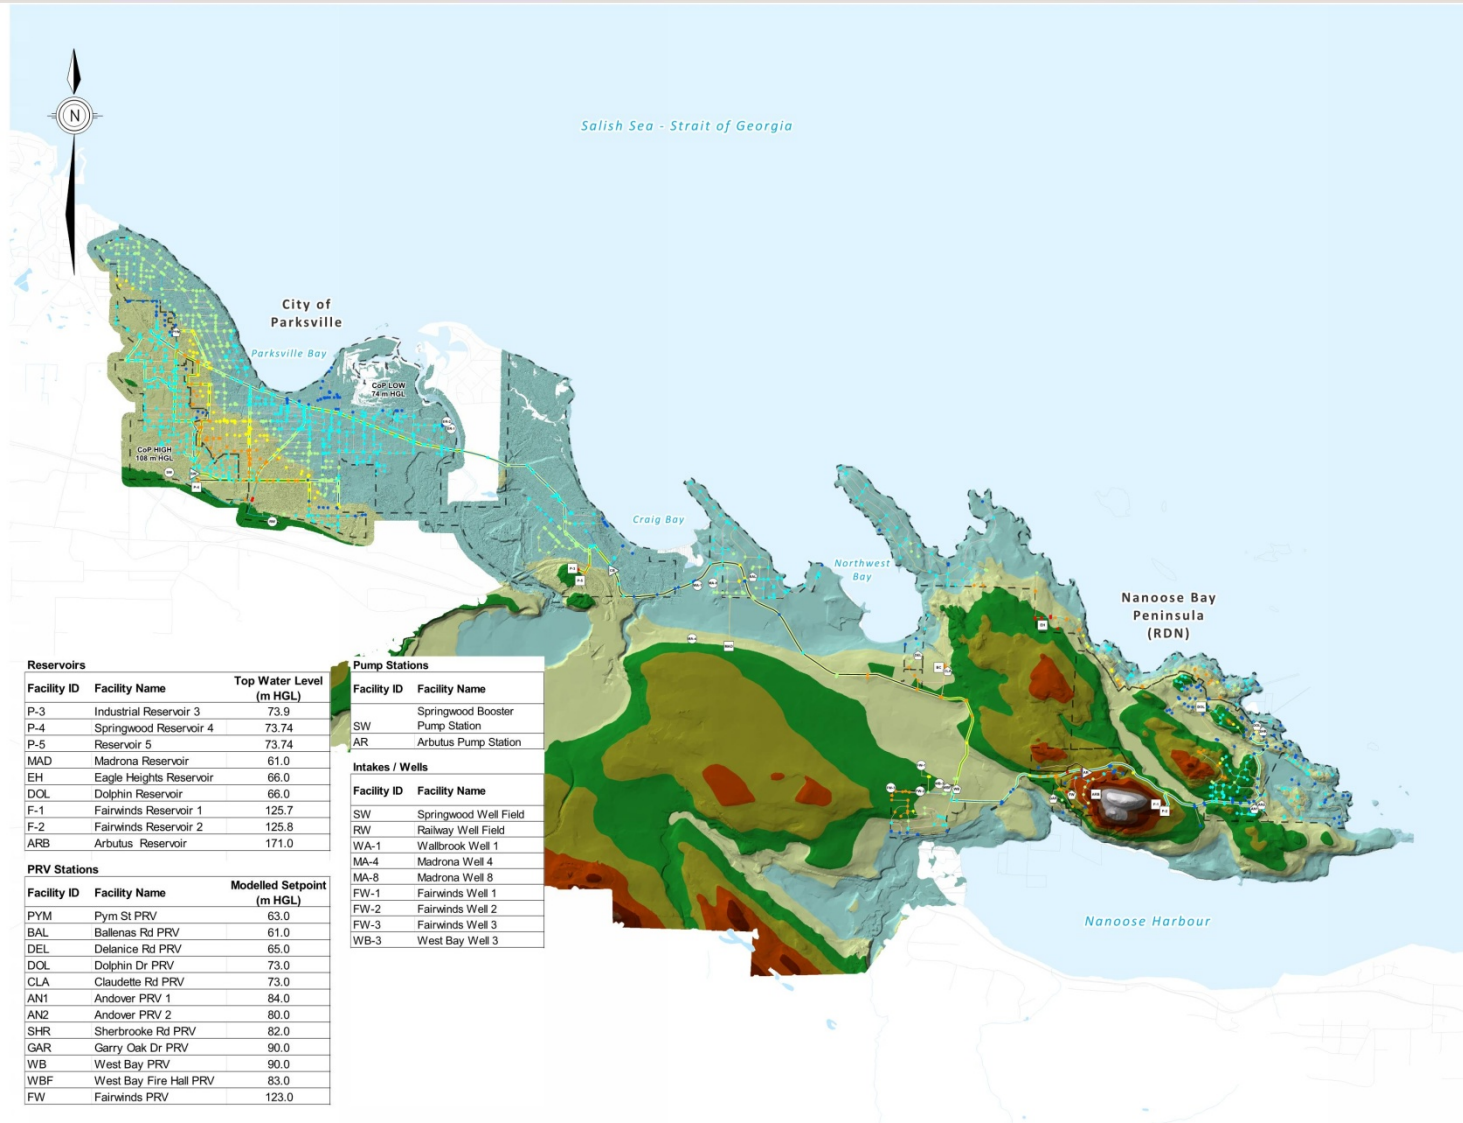 N
Salish Sea - Strait of Georgia
City of
Parksville
Parksville Bay
CoP LOW
74 m HGL
CoP HIGH
108 m HGL
Craig Bay
Northwest
Bay
Nanoose Bay
Peninsula
(RDN)
Nanoose Harbour
Reservoirs
Facility ID Facility Name Top Water Level
(m HGL)
P-3 Industrial Reservoir 3 73.9
P-4 Springwood Reservoir 4 73.74
P-5 Reservoir 5 73.74
MAD Madrona Reservoir 61.0
EH Eagle Heights Reservoir 66.0
DOL Dolphin Reservoir 66.0
F-1 Fairwinds Reservoir 1 125.7
F-2 Fairwinds Reservoir 2 125.8
ARB Arbutus Reservoir 171.0
PRV Stations
Facility ID Facility Name Modelled Setpoint
(m HGL)
PYM Pym St PRV 63.0
BAL Ballenas Rd PRV 61.0
DEL Delanice Rd PRV 65.0
DOL Dolphin Dr PRV 73.0
CLA Claudette Rd PRV 73.0
AN1 Andover PRV 1 84.0
AN2 Andover PRV 2 80.0
SHR Sherbrooke Rd PRV 82.0
GAR Garry Oak Dr PRV 90.0
WB West Bay PRV 90.0
WBF West Bay Fire Hall PRV 83.0
FW Fairwinds PRV 123.0
Pump Stations
Facility ID Facility Name
Springwood Booster
SW Pump Station
AR Arbutus Pump Station
Intakes / Wells
Facility ID Facility Name
SW Springwood Well Field
RW Railway Well Field
WA-1 Wallbrook Well 1
MA-4 Madrona Well 4
MA-8 Madrona Well 8
FW-1 Fairwinds Well 1
FW-2 Fairwinds Well 2
FW-3 Fairwinds Well 3
WB-3 West Bay Well 3